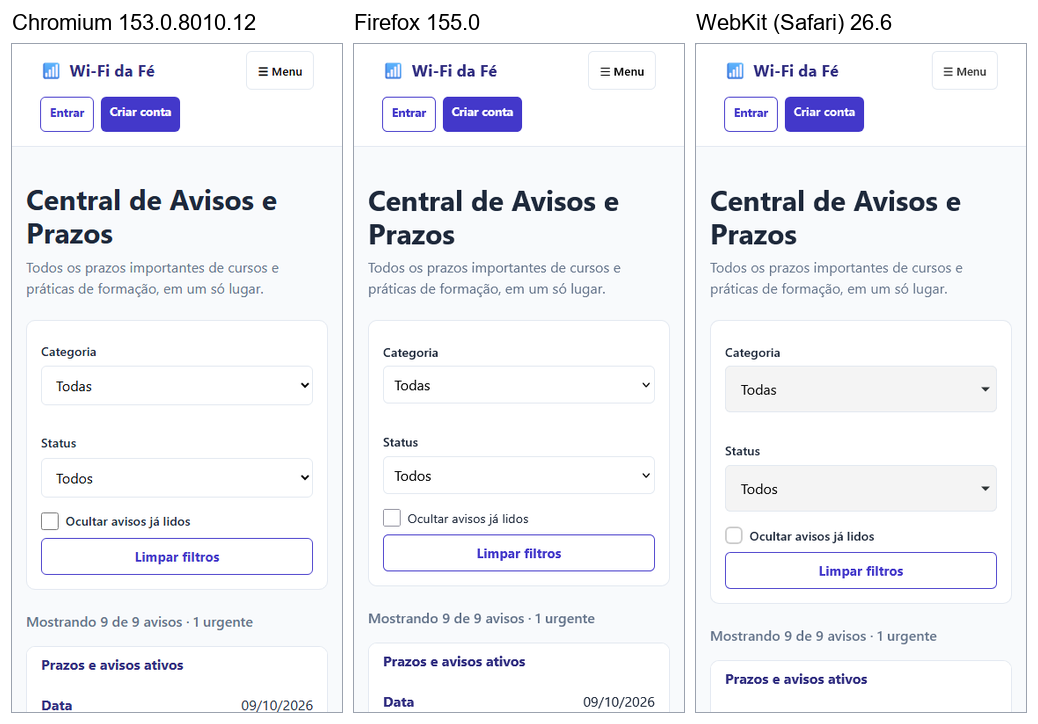 Chromium 153.0.8010.12
Wi-Fi da Fé
☰ Menu
Entrar
Criar conta
Central de Avisos e
Prazos
Todos os prazos importantes de cursos e
práticas de formação, em um só lugar.
Categoria
Todas
Status
Todos
Ocultar avisos já lidos
Limpar filtros
Mostrando 9 de 9 avisos · 1 urgente
Prazos e avisos ativos
Data 09/10/2026
Firefox 155.0
Wi-Fi da Fé
☰ Menu
Entrar
Criar conta
Central de Avisos e
Prazos
Todos os prazos importantes de cursos e
práticas de formação, em um só lugar.
Categoria
Todas
Status
Todos
Ocultar avisos já lidos
Limpar filtros
Mostrando 9 de 9 avisos · 1 urgente
Prazos e avisos ativos
Data 09/10/2026
WebKit (Safari) 26.6
Wi-Fi da Fé
☰ Menu
Entrar
Criar conta
Central de Avisos e
Prazos
Todos os prazos importantes de cursos e
práticas de formação, em um só lugar.
Categoria
Todas
Status
Todos
Ocultar avisos já lidos
Limpar filtros
Mostrando 9 de 9 avisos · 1 urgente
Prazos e avisos ativos